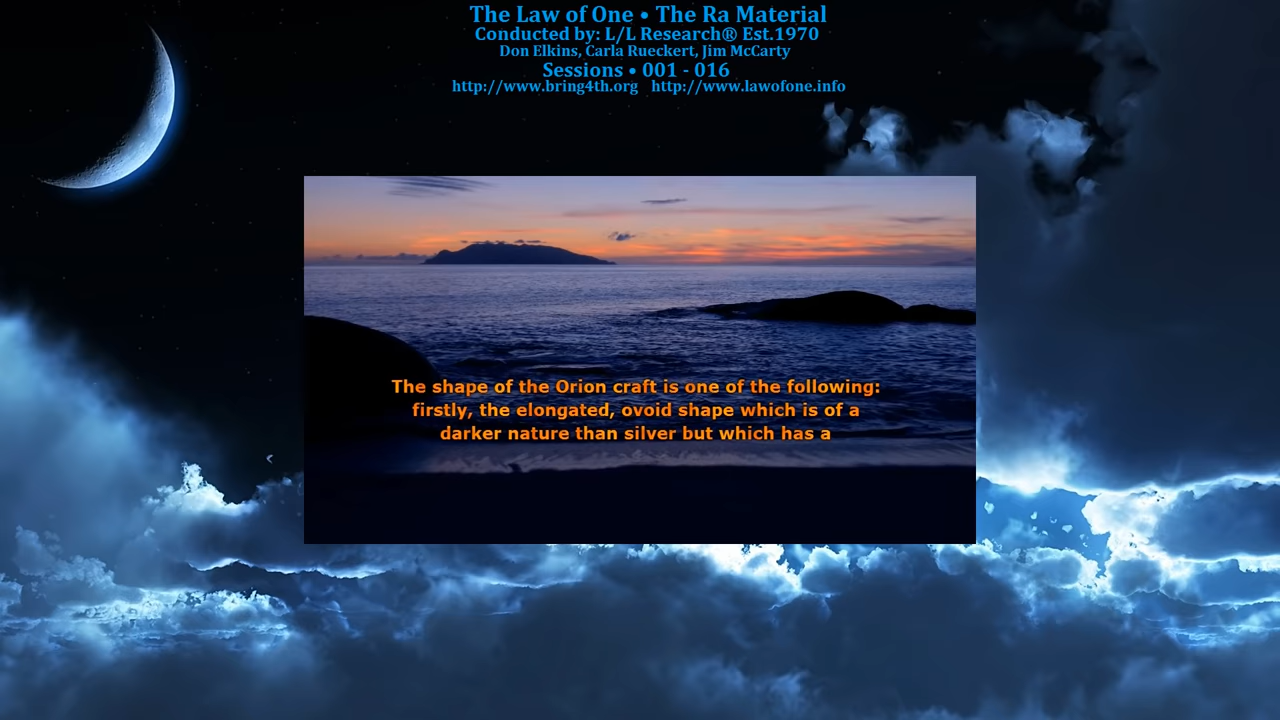 The Law of One • The Ra Material
Conducted by: L/L Research® Est.1970
Don Elkins, Carla Rueckert, Jim McCarty
Sessions • 001 - 016
http://www.bring4th.org http://www.lawofone.info
The shape of the Orion craft is one of the following:
firstly, the elongated, ovoid shape which is of a
darker nature than silver but which has a